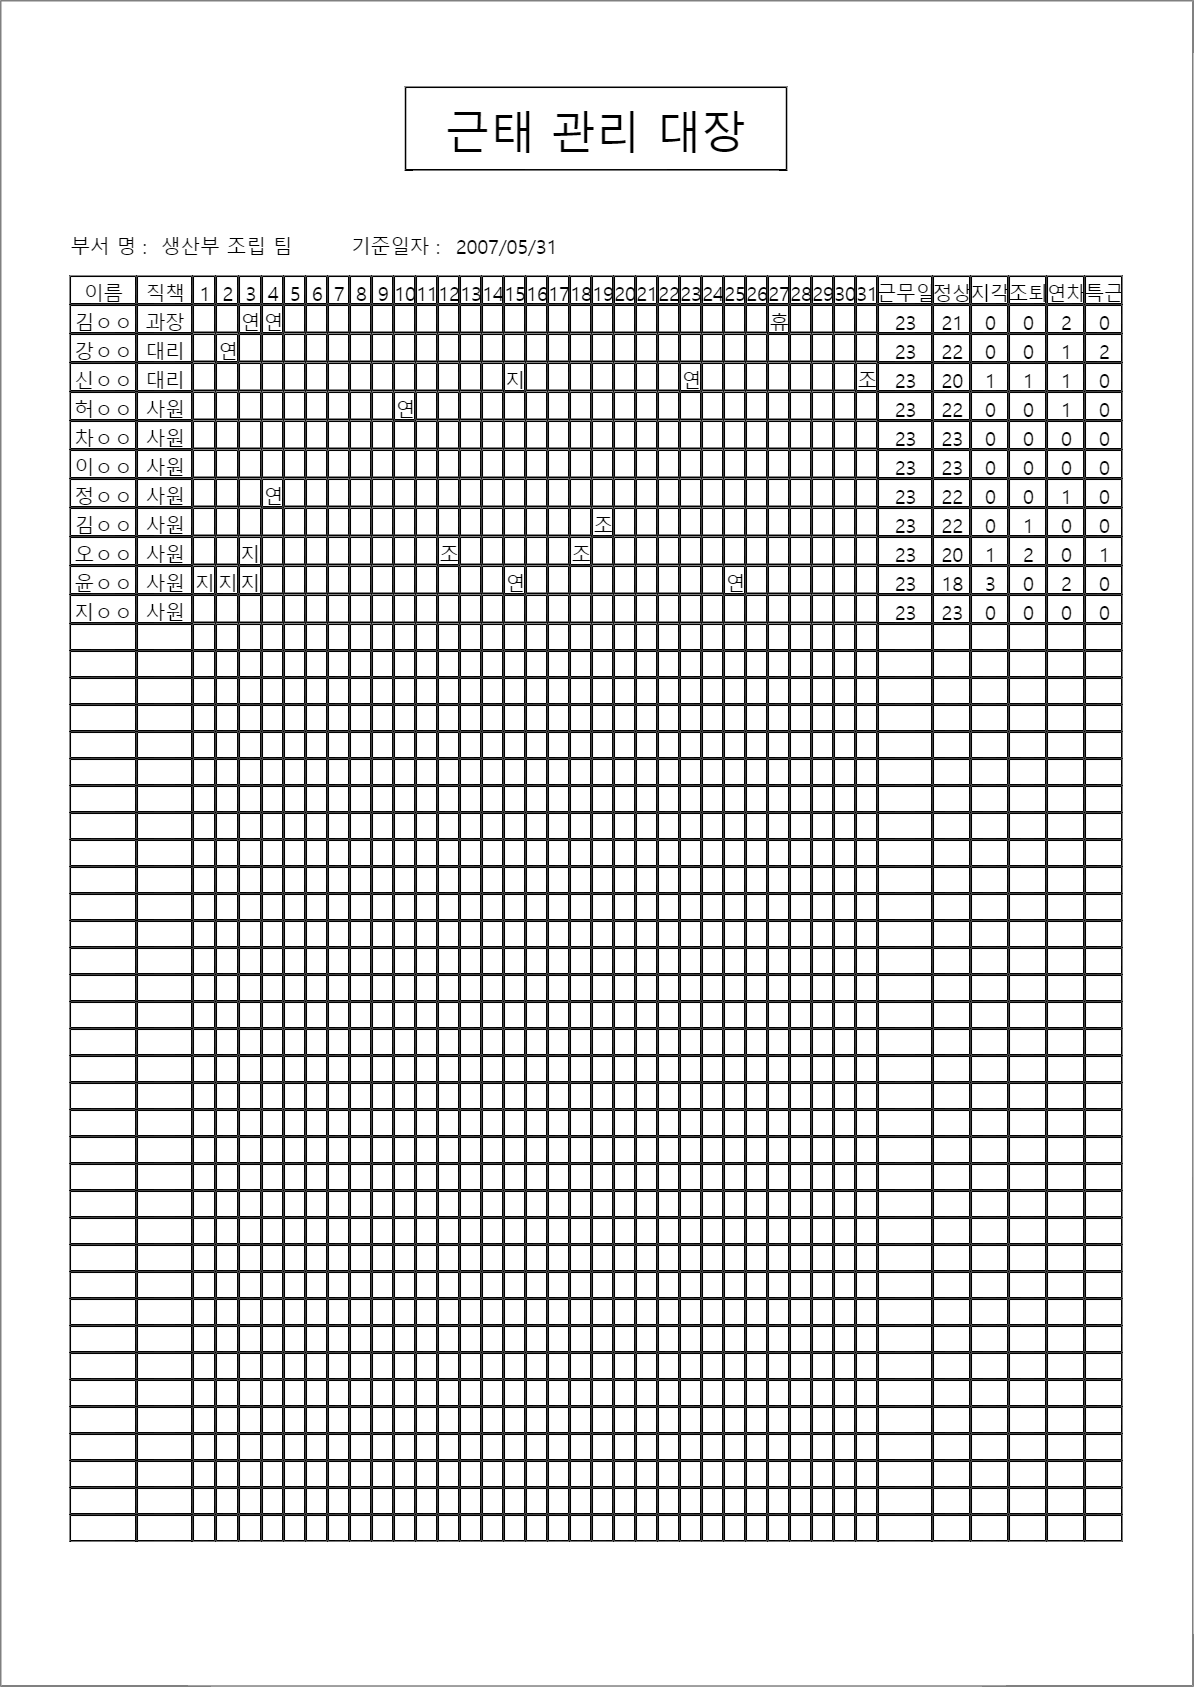 근태 관리 대장
부서 명 : 생산부 조립 팀 기준일자 : 2007/05/31
이름 직책 1 2 3 4 5 6 7 8 9 10 11 12 13 14 15 16 17 18 19 20 21 22 23 24 25 26 27 28 29 30 31 근무일 정상 지각 조퇴 연차 특근
김ㅇㅇ 과장 연 연 휴 23 21 0 0 2 0
강ㅇㅇ 대리 연 23 22 0 0 1 2
신ㅇㅇ 대리 지 연 조 23 20 1 1 1 0
허ㅇㅇ 사원 연 23 22 0 0 1 0
차ㅇㅇ 사원 23 23 0 0 0 0
이ㅇㅇ 사원 23 23 0 0 0 0
정ㅇㅇ 사원 연 23 22 0 0 1 0
김ㅇㅇ 사원 조 23 22 0 1 0 0
오ㅇㅇ 사원 지 조 조 23 20 1 2 0 1
윤ㅇㅇ 사원 지 지 지 연 연 23 18 3 0 2 0
지ㅇㅇ 사원 23 23 0 0 0 0